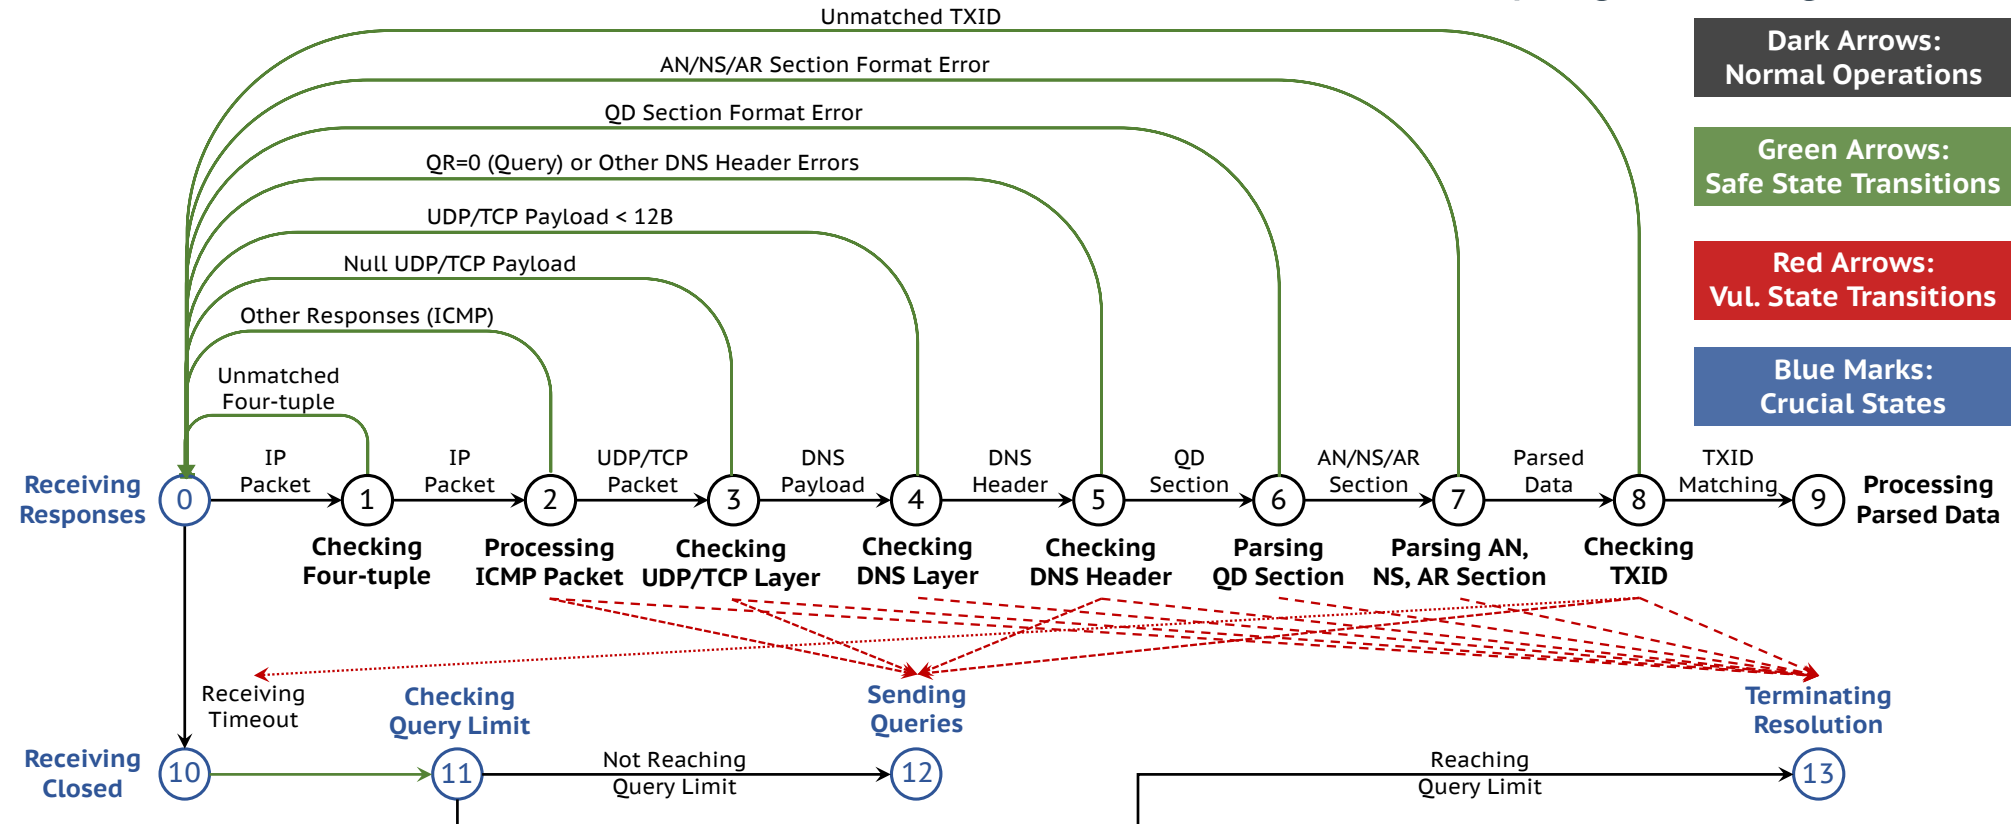 Unmatched TXID
AN/NS/AR Section Format Error
QD Section Format Error
QR=0 (Query) or Other DNS Header Errors
UDP/TCP Payload < 12B
Null UDP/TCP Payload
Other Responses (ICMP)
Unmatched
Four-tuple
Dark Arrows:
Normal Operations
Green Arrows:
Safe State Transitions
Red Arrows:
Vul. State Transitions
Blue Marks:
Crucial States
Receiving
Responses
0
IP
Packet
1
IP
Packet
2
UDP/TCP
Packet
3
DNS
Payload
4
DNS
Header
5
QD
Section
6
AN/NS/AR
Section
7
Parsed
Data
8
TXID
Matching
9
Processing
Parsed Data
Checking
Four-tuple
Processing
ICMP Packet
Checking
UDP/TCP Layer
Checking
DNS Layer
Checking
DNS Header
Parsing
QD Section
Parsing AN,
NS, AR Section
Checking
TXID
Receiving
Timeout
Checking
Query Limit
Sending
Queries
Terminating
Resolution
Receiving
Closed
10
11
Not Reaching
Query Limit
12
Reaching
Query Limit
13